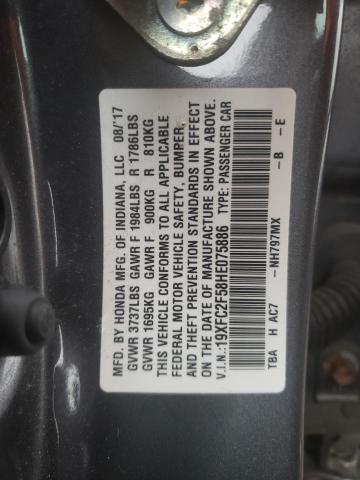 MFD. BY HONDA MFG. OF INDIANA, LLC 08/'17
GVWR 3737LBS GAWR F 1984LBS R 1786LBS
GVWR 1695KG GAWR F 900KG R 810KG
THIS VEHICLE CONFORMS TO ALL APPLICABLE
FEDERAL MOTOR VEHICLE SAFETY, BUMPER,
AND THEFT PREVENTION STANDARDS IN EFFECT
ON THE DATE OF MANUFACTURE SHOWN ABOVE.
V.I.N.:19XFC2F58HE075886 TYPE: PASSENGER CAR
TBA H AC7 -NH797MX -B -E